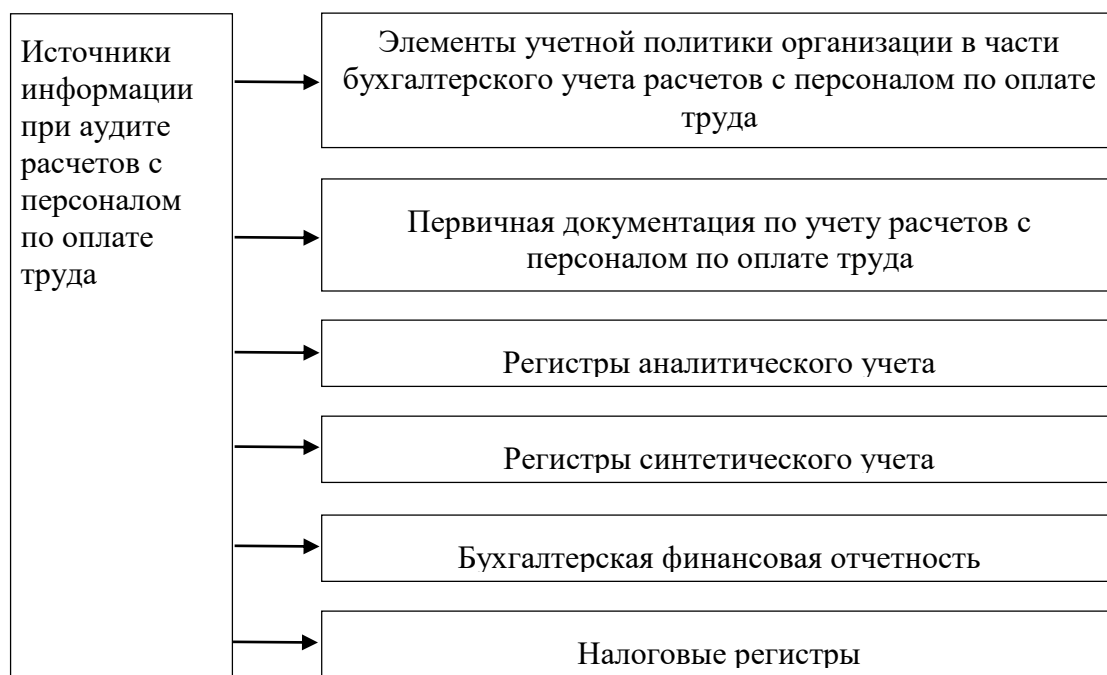 Источники
информации
при аудите
расчетов с
персоналом
по оплате
труда
Элементы учетной политики организации в части
бухгалтерского учета расчетов с персоналом по оплате
труда
Первичная документация по учету расчетов с
персоналом по оплате труда
Регистры аналитического учета
Регистры синтетического учета
Бухгалтерская финансовая отчетность
Налоговые регистры